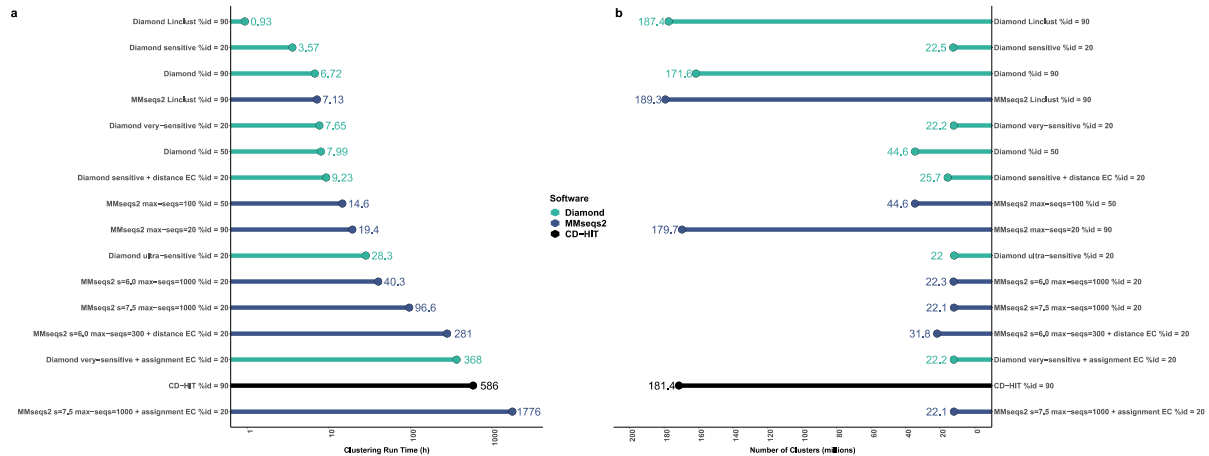 a
Diamond Linclust %id = 90
0.93
Diamond sensitive %id = 20
3.57
Diamond %id = 90
6.72
MMseqs2 Linclust %id = 90
7.13
Diamond very-sensitive %id = 20
7.65
Diamond %id = 50
7.99
Diamond sensitive + distance EC %id = 20
9.23
MMseqs2 max-seqs=100 %id = 50
14.6
MMseqs2 max-seqs=20 %id = 90
19.4
Diamond ultra-sensitive %id = 20
28.3
MMseqs2 s=6.0 max-seqs=1000 %id = 20
40.3
MMseqs2 s=7.5 max-seqs=1000 %id = 20
96.6
MMseqs2 s=6.0 max-seqs=300 + distance EC %id = 20
281
Diamond very-sensitive + assignment EC %id = 20
368
CD-HIT %id = 90
586
MMseqs2 s=7.5 max-seqs=1000 + assignment EC %id = 20
1776
1
10
100
1000
Clustering Run Time (h)
Software
Diamond
MMseqs2
CD-HIT
b
187.4
Diamond Linclust %id = 90
22.5
Diamond sensitive %id = 20
171.6
Diamond %id = 90
189.3
MMseqs2 Linclust %id = 90
22.2
Diamond very-sensitive %id = 20
44.6
Diamond %id = 50
25.7
Diamond sensitive + distance EC %id = 20
44.6
MMseqs2 max-seqs=100 %id = 50
179.7
MMseqs2 max-seqs=20 %id = 90
22
Diamond ultra-sensitive %id = 20
22.3
MMseqs2 s=6.0 max-seqs=1000 %id = 20
22.1
MMseqs2 s=7.5 max-seqs=1000 %id = 20
31.8
MMseqs2 s=6.0 max-seqs=300 + distance EC %id = 20
22.2
Diamond very-sensitive + assignment EC %id = 20
181.4
CD-HIT %id = 90
22.1
MMseqs2 s=7.5 max-seqs=1000 + assignment EC %id = 20
200
180
160
140
120
100
80
60
40
20
0
Number of Clusters (millions)